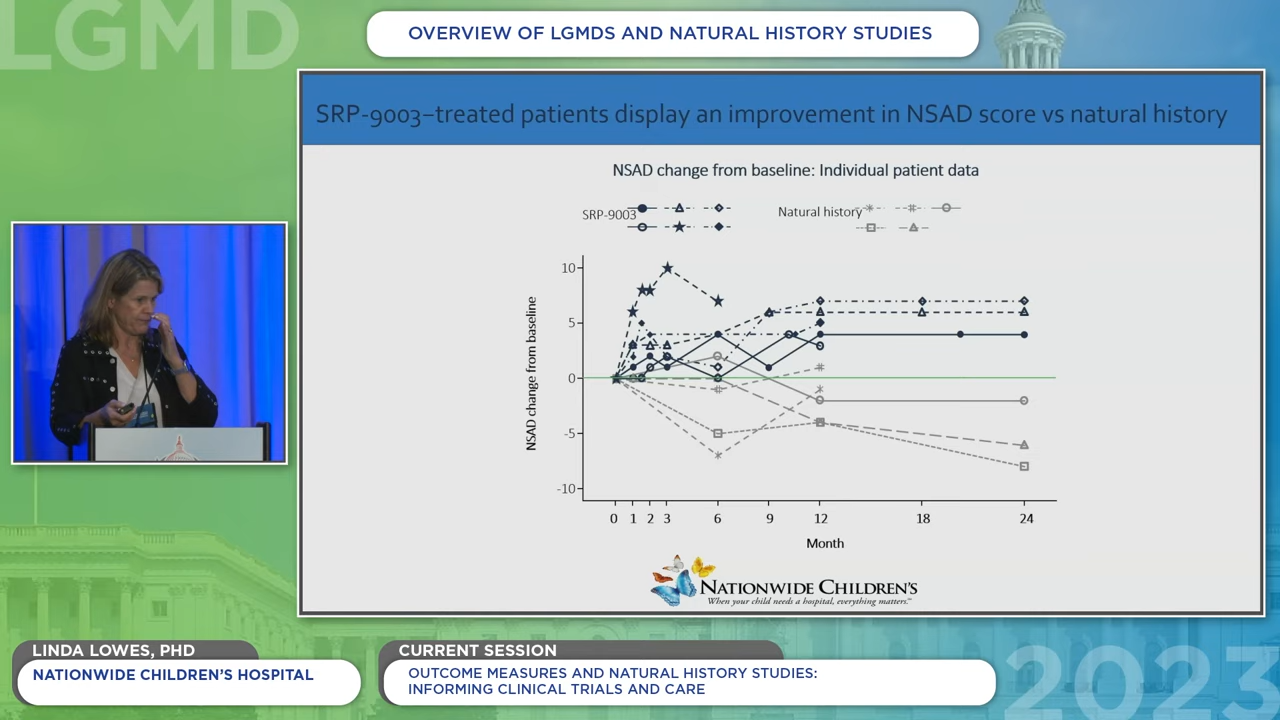 LGMD
OVERVIEW OF LGMDS AND NATURAL HISTORY STUDIES
SRP-9003–treated patients display an improvement in NSAD score vs natural history
NSAD change from baseline: Individual patient data
SRP-9003
Natural history
NSAD change from baseline
10
5
0
-5
-10
0 1 2 3 6 9 12 18 24
Month
NATIONWIDE CHILDREN'S
When your child needs a hospital, everything matters.™
LINDA LOWES, PHD
NATIONWIDE CHILDREN'S HOSPITAL
CURRENT SESSION
OUTCOME MEASURES AND NATURAL HISTORY STUDIES:
INFORMING CLINICAL TRIALS AND CARE
2023